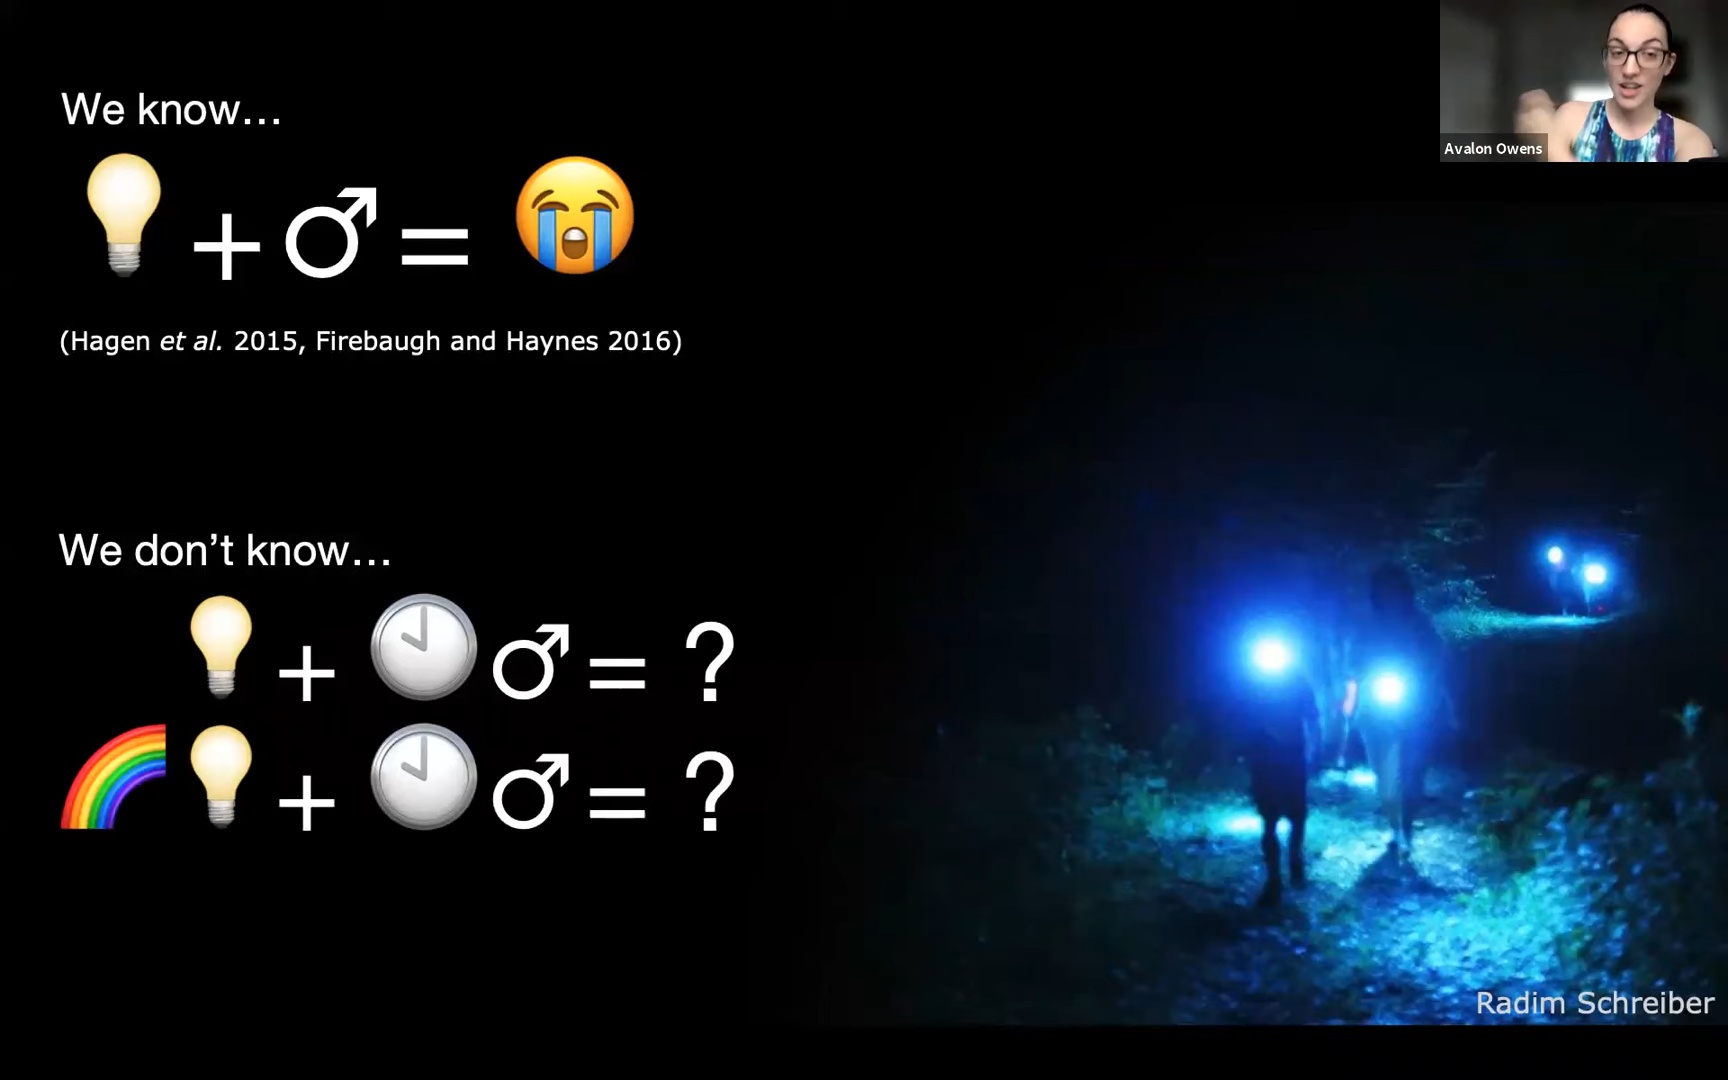 We know…
+ ♂ =
(Hagen et al. 2015, Firebaugh and Haynes 2016)
We don’t know…
+ ♂ = ?
+ ♂ = ?
Avalon Owens
Radim Schreiber